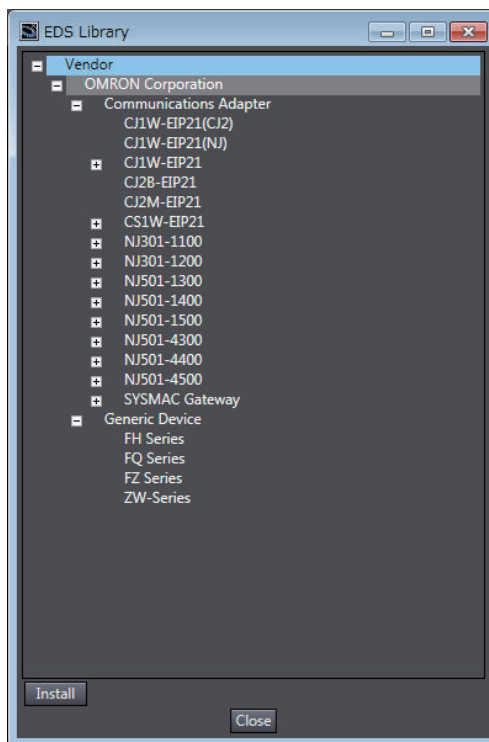 EDS Library
Vendor
OMRON Corporation
Communications Adapter
CJ1W-EIP21(CJ2)
CJ1W-EIP21(NJ)
CJ1W-EIP21
CJ2B-EIP21
CJ2M-EIP21
CS1W-EIP21
NJ301-1100
NJ301-1200
NJ501-1300
NJ501-1400
NJ501-1500
NJ501-4300
NJ501-4400
NJ501-4500
SYSMAC Gateway
Generic Device
FH Series
FQ Series
FZ Series
ZW-Series
Install
Close